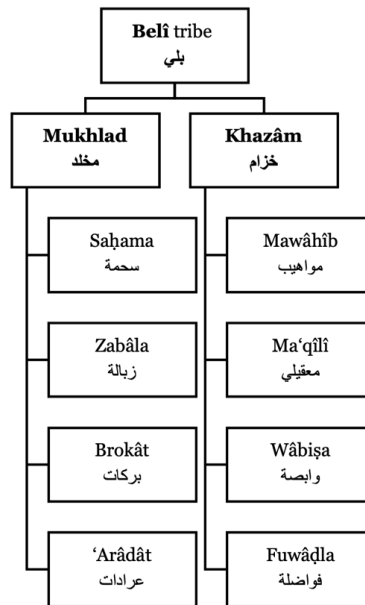 Belî tribe
بلي
Mukhlad
مخلد
Khazâm
خزام
Saḥama
سحمة
Mawâhîb
مواهيب
Zabâla
زبالة
Ma‘qîlî
معقيلي
Brokât
بركات
Wâbiṣa
وابصة
‘Arâdât
عرادات
Fuwâḍla
فواضلة